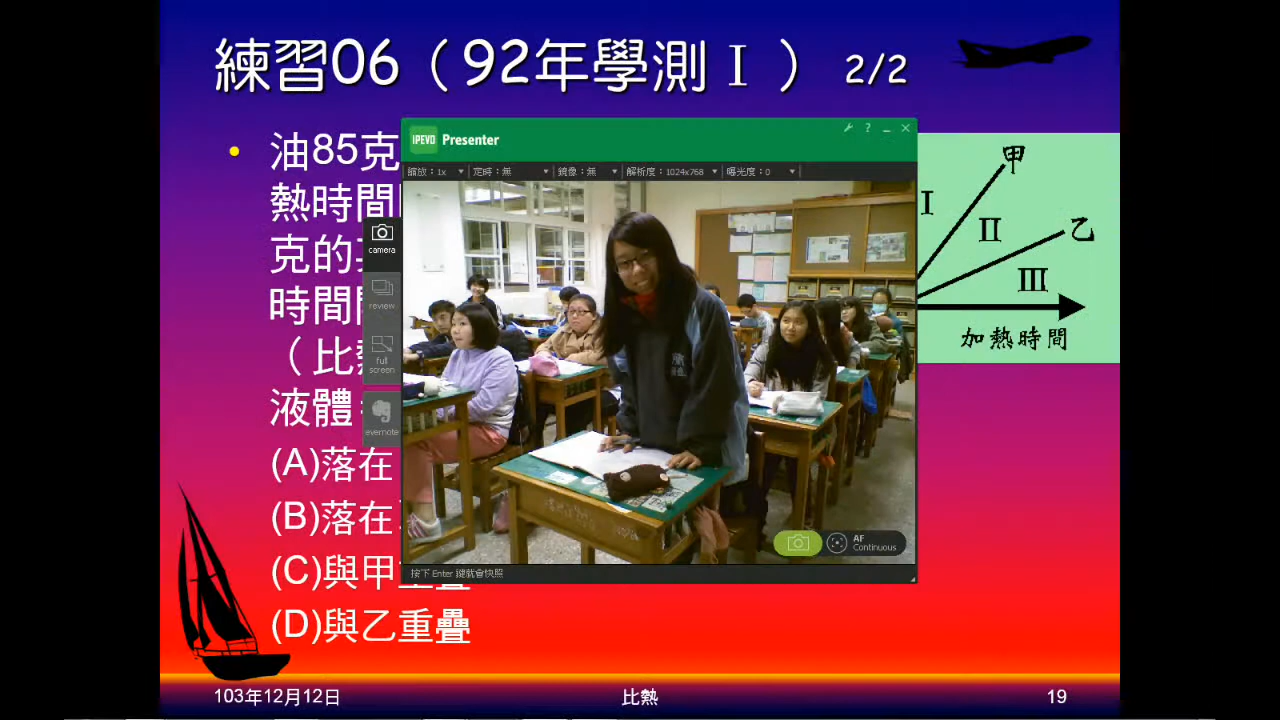 練習06（92年學測Ⅰ） 2/2
• 油85克
熱時間
克的
時間
（比熱
液體
(A)落在
(B)落在
(C)與甲重疊
(D)與乙重疊
甲
Ⅰ
Ⅱ
乙
Ⅲ
加熱時間
IPEVO Presenter
縮放：1x 定時：無 鏡像：無 解析度：1024x768 曝光度：0
camera
review
full
screen
evernote
AF
Continuous
按下 Enter 鍵就會快照
103年12月12日 比熱 19